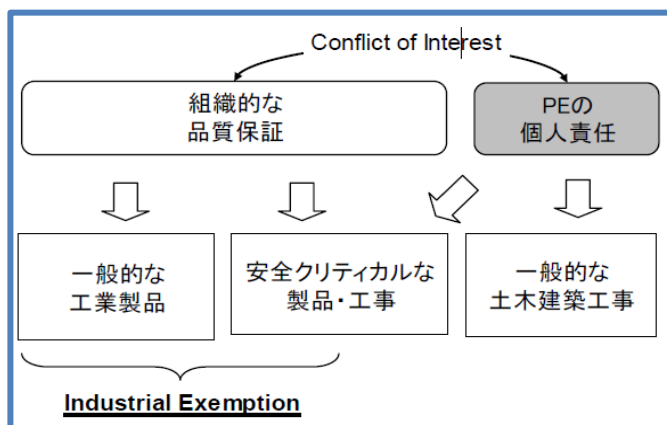 Conflict of Interest
組織的な
品質保証
PEの
個人責任
一般的な
工業製品
安全クリティカルな
製品・工事
一般的な
土木建築工事
Industrial Exemption